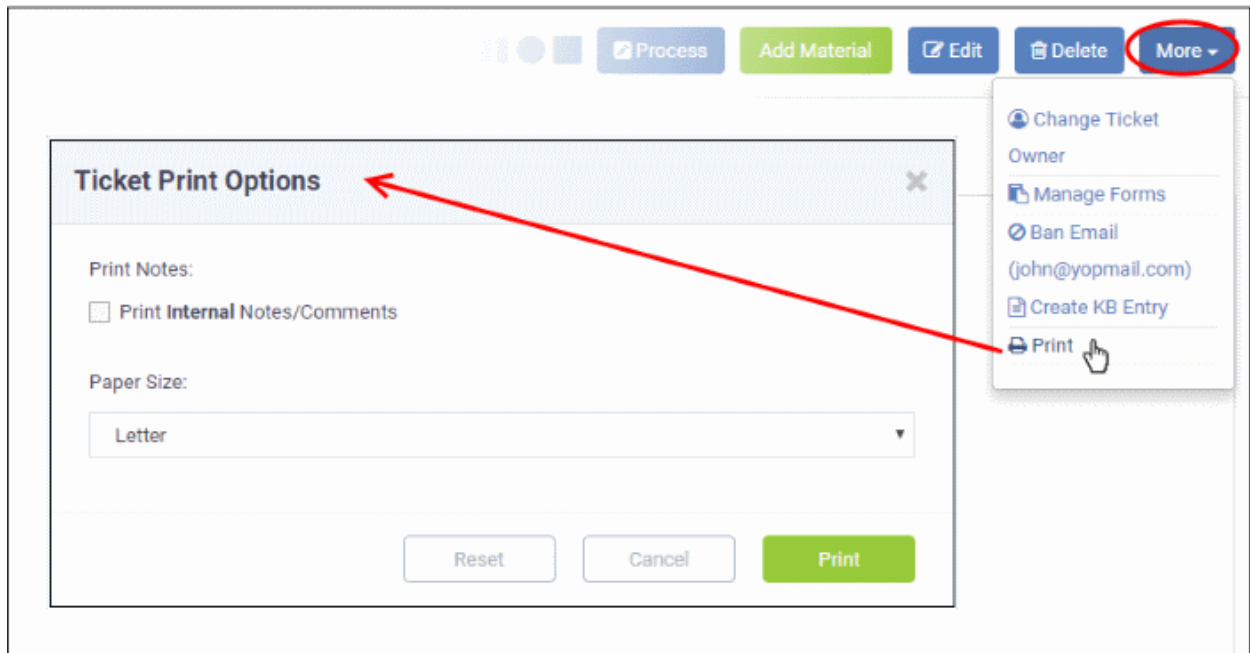 Process
Add Material
Edit
Delete
More
Change Ticket
Owner
Manage Forms
Ban Email
(john@yopmail.com)
Create KB Entry
Print
Ticket Print Options
Print Notes:
Print Internal Notes/Comments
Paper Size:
Letter
Reset
Cancel
Print